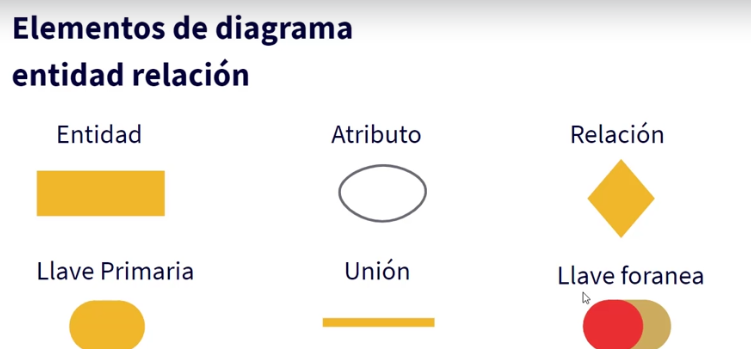 Elementos de diagrama
entidad relación
Entidad
Atributo
Relación
Llave Primaria
Unión
Llave foranea